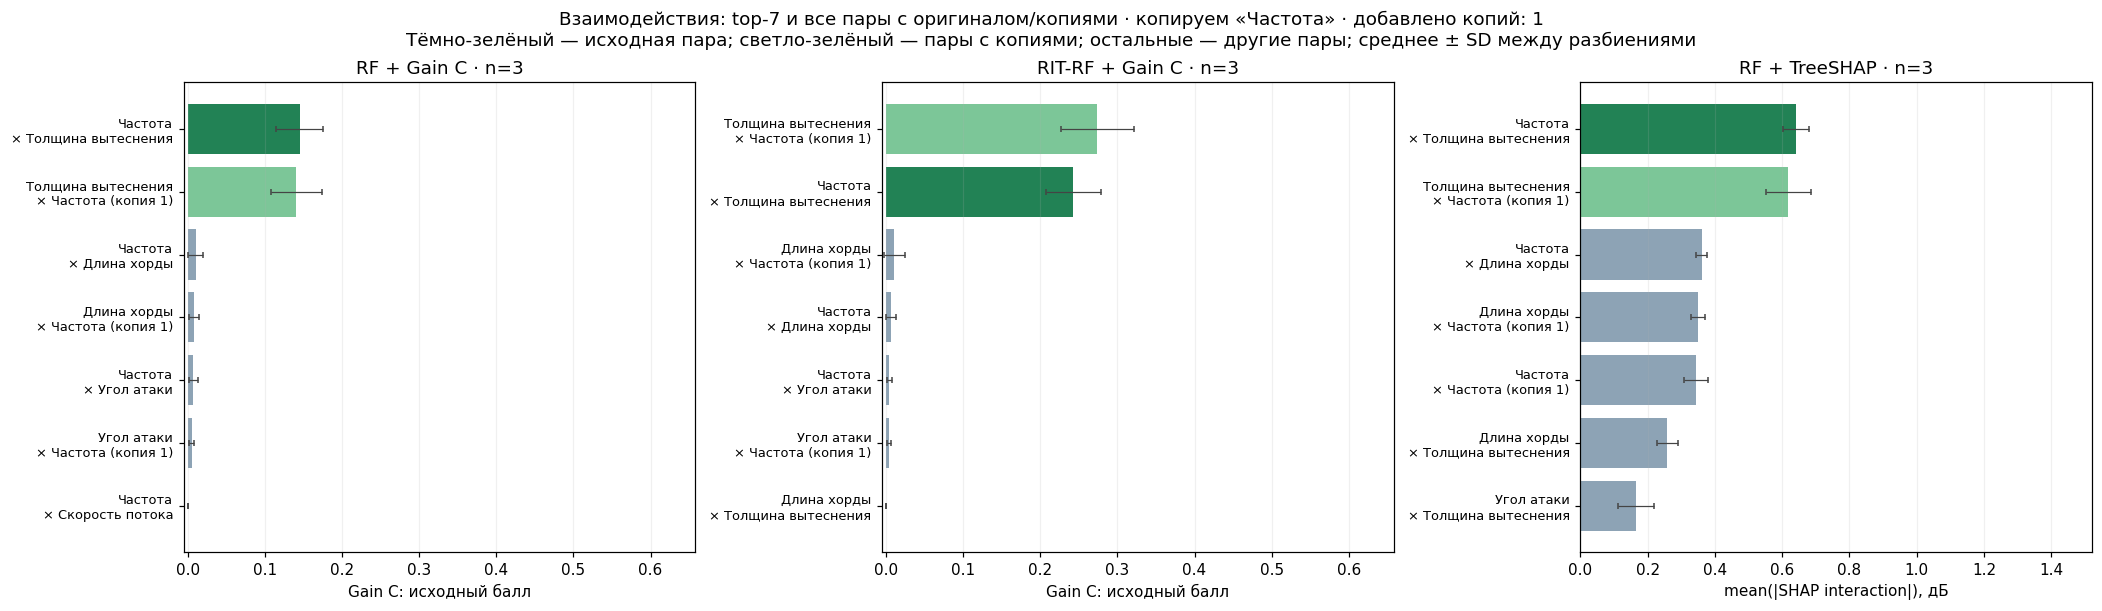 Взаимодействия: top-7 и все пары с оригиналом/копиями · копируем «Частота» · добавлено копий: 1
Тёмно-зелёный — исходная пара; светло-зелёный — пары с копиями; остальные — другие пары; среднее ± SD между разбиениями
RF + Gain C · n=3
Частота
× Толщина вытеснения
Толщина вытеснения
× Частота (копия 1)
Частота
× Длина хорды
Длина хорды
× Частота (копия 1)
Частота
× Угол атаки
Угол атаки
× Частота (копия 1)
Частота
× Скорость потока
0.0 0.1 0.2 0.3 0.4 0.5 0.6
Gain C: исходный балл
RIT-RF + Gain C · n=3
Толщина вытеснения
× Частота (копия 1)
Частота
× Толщина вытеснения
Длина хорды
× Частота (копия 1)
Частота
× Длина хорды
Частота
× Угол атаки
Угол атаки
× Частота (копия 1)
Длина хорды
× Толщина вытеснения
0.0 0.1 0.2 0.3 0.4 0.5 0.6
Gain C: исходный балл
RF + TreeSHAP · n=3
Частота
× Толщина вытеснения
Толщина вытеснения
× Частота (копия 1)
Частота
× Длина хорды
Длина хорды
× Частота (копия 1)
Частота
× Частота (копия 1)
Длина хорды
× Толщина вытеснения
Угол атаки
× Толщина вытеснения
0.0 0.2 0.4 0.6 0.8 1.0 1.2 1.4
mean(|SHAP interaction|), дБ